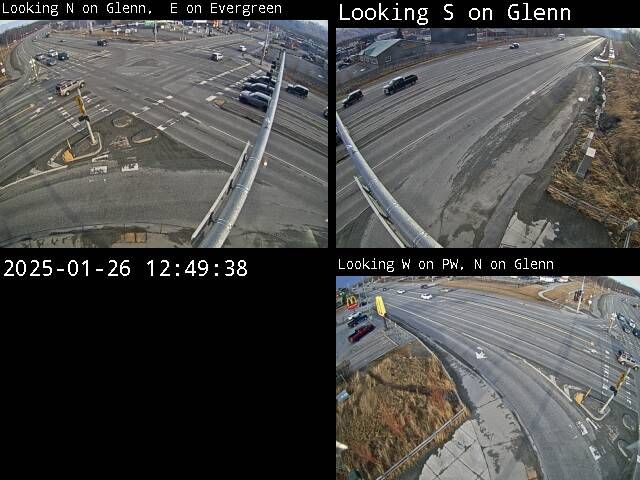 Looking N on Glenn,  E on Evergreen
Looking S on Glenn
2025-01-26 12:49:38
Looking W on PW, N on Glenn